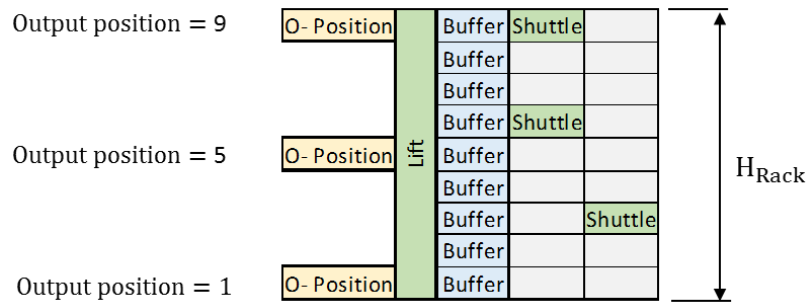 Output position = 9 O- Position Buffer Shuttle
Buffer
Buffer
Buffer Shuttle
Output position = 5 O- Position Lift Buffer
Buffer
H_Rack
Buffer Shuttle
Buffer
Output position = 1 O- Position Buffer